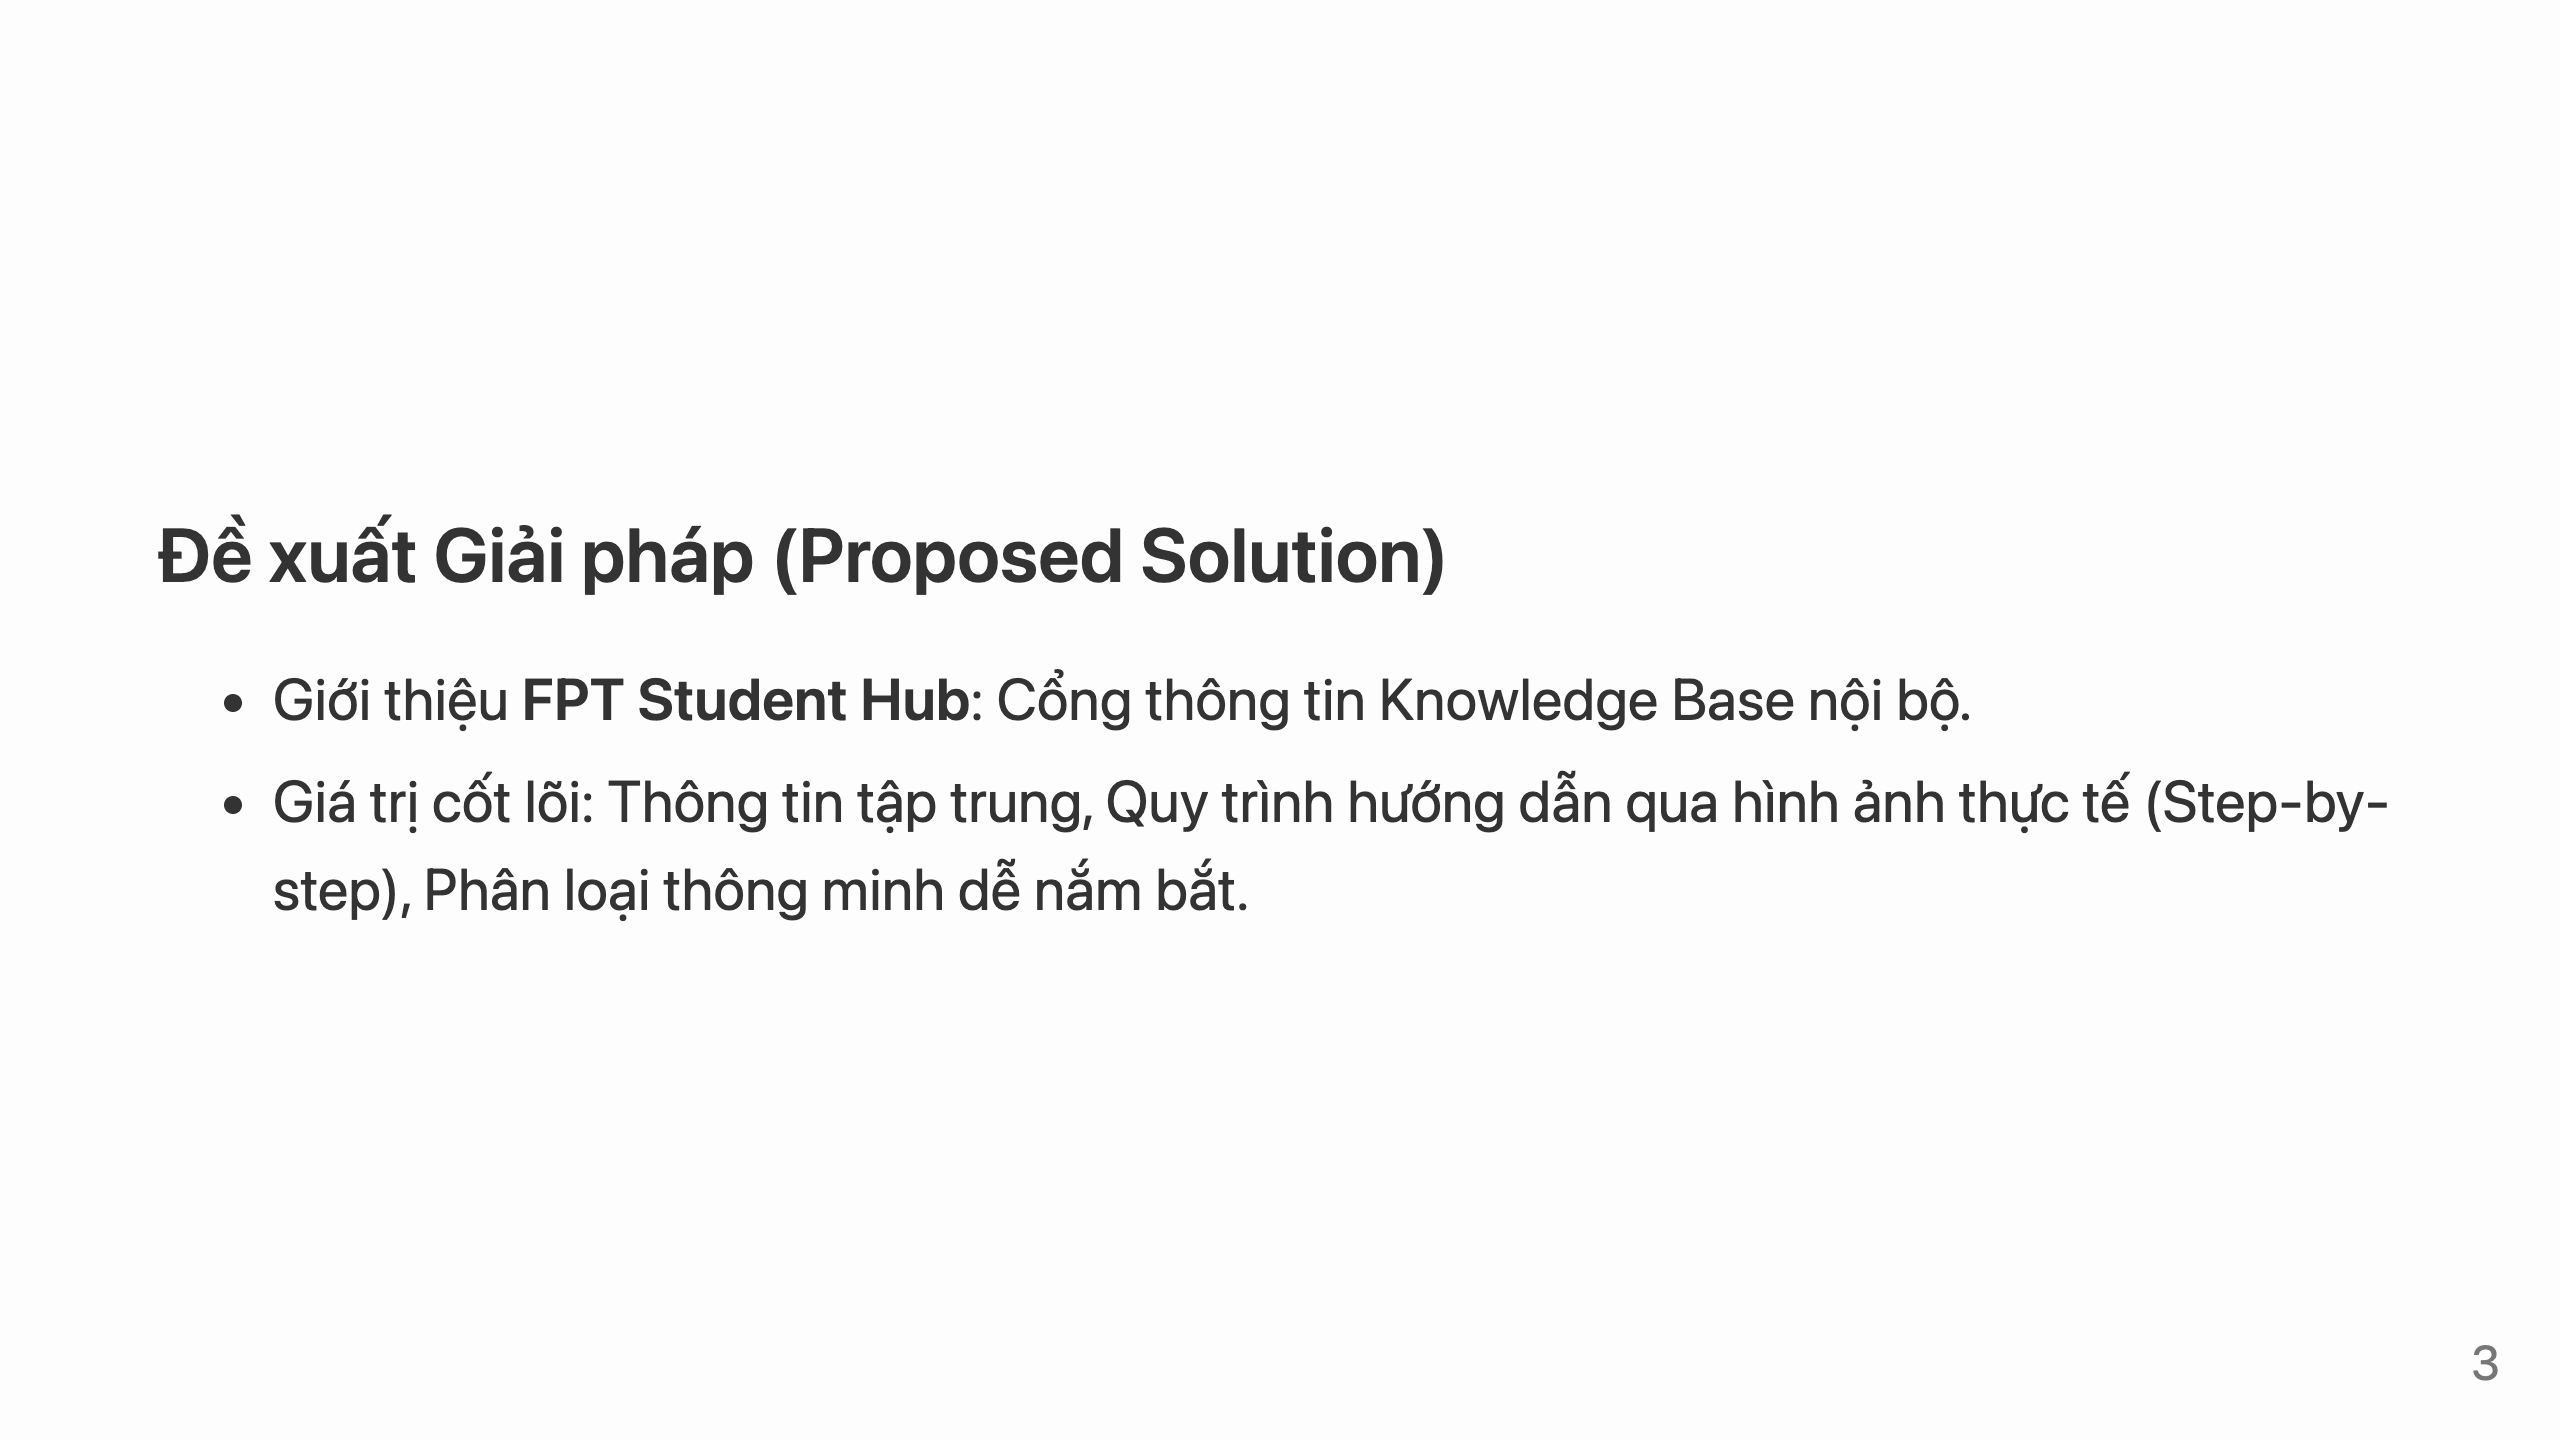 Đề xuất Giải pháp (Proposed Solution)
• Giới thiệu FPT Student Hub: Cổng thông tin Knowledge Base nội bộ.
• Giá trị cốt lõi: Thông tin tập trung, Quy trình hướng dẫn qua hình ảnh thực tế (Step-by-
step), Phân loại thông minh dễ nắm bắt.
3